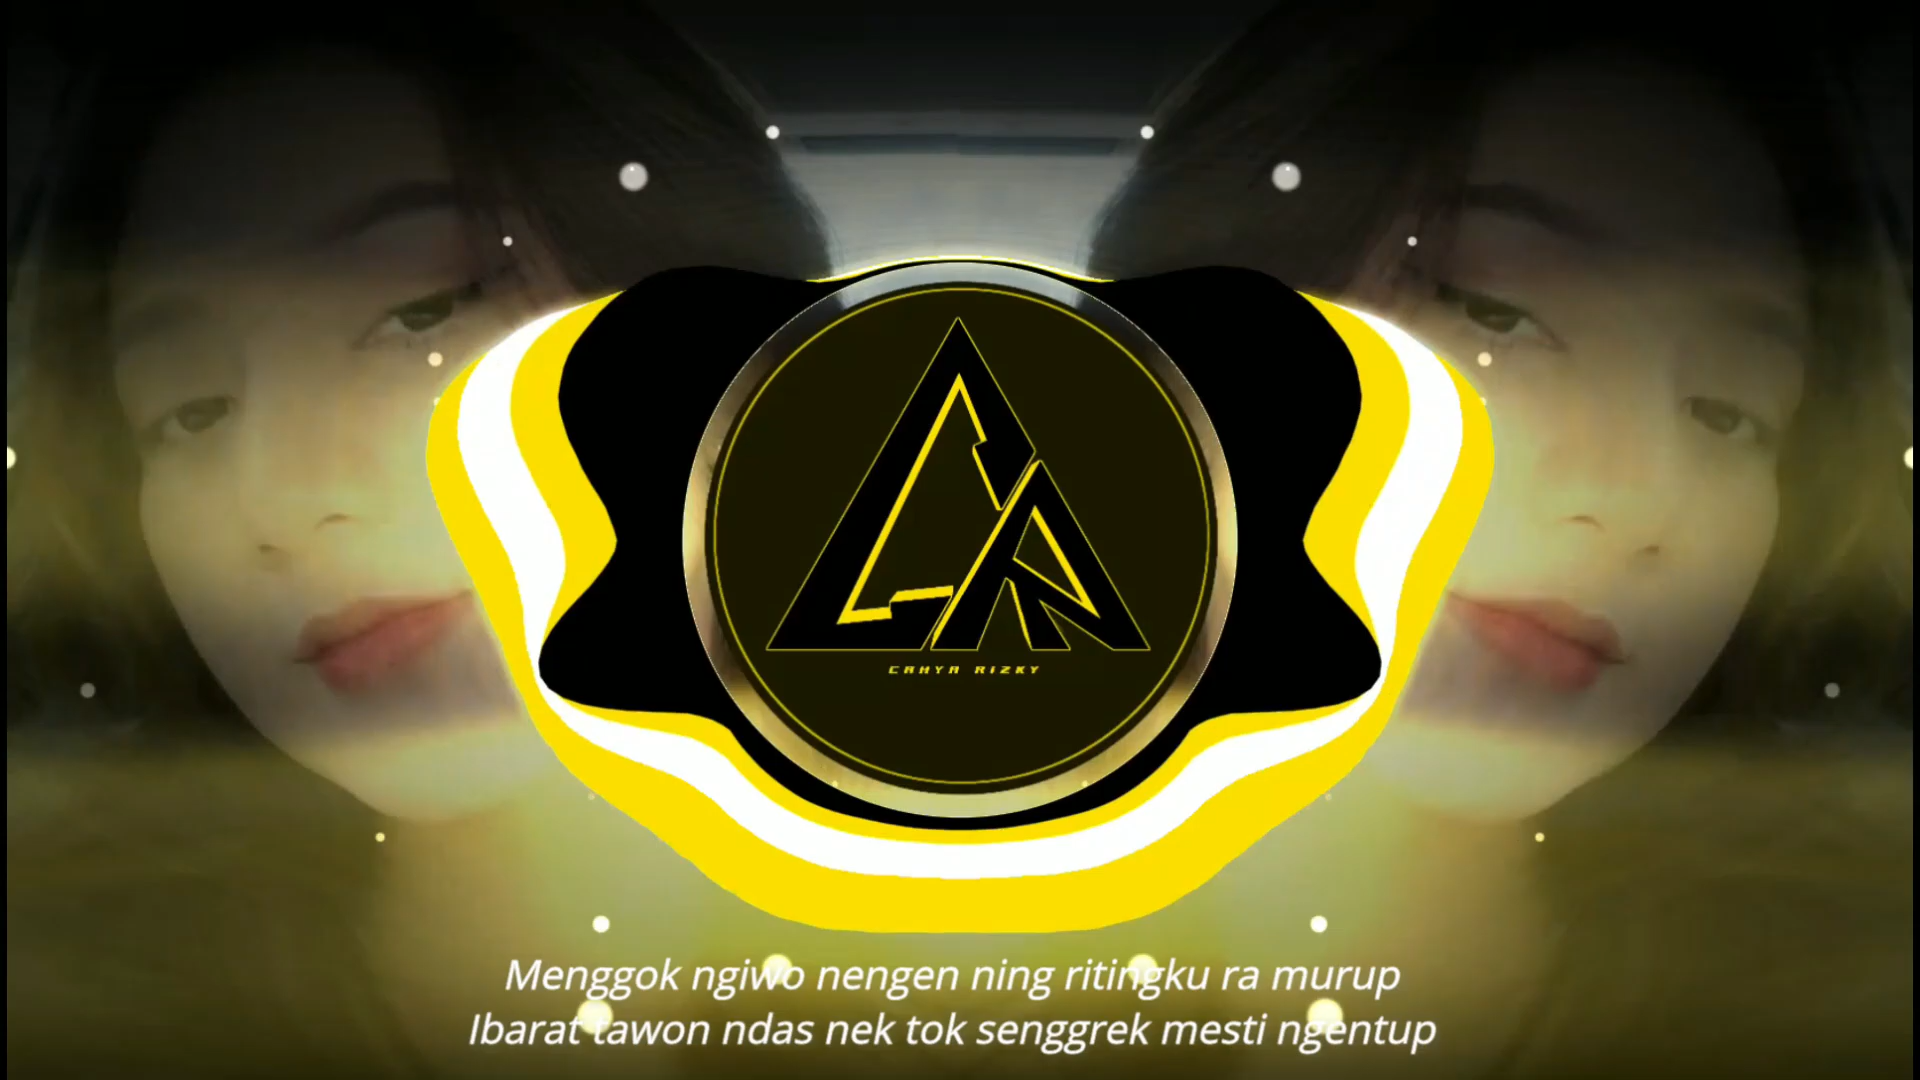 CAHYA RIZKY
Menggok ngiwo nengen ning ritingku ra murup
Ibarat tawon ndas nek tok senggrek mesti ngentup